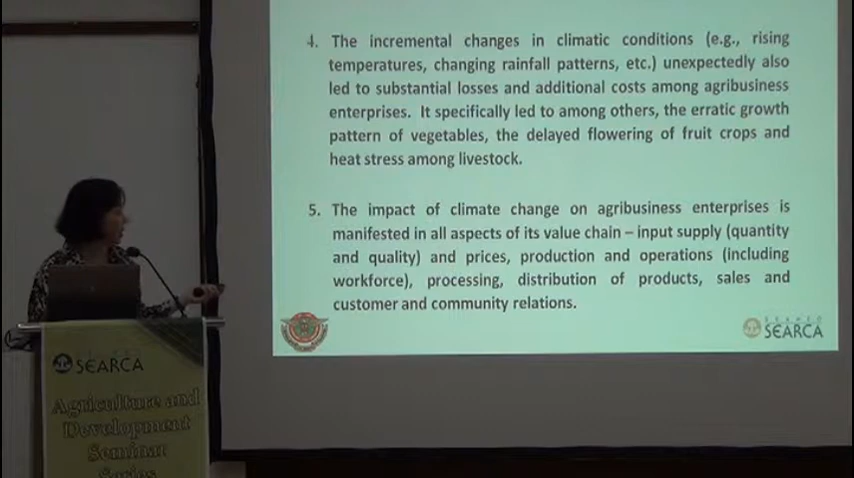 4. The incremental changes in climatic conditions (e.g., rising
temperatures, changing rainfall patterns, etc.) unexpectedly also
led to substantial losses and additional costs among agribusiness
enterprises. It specifically led to among others, the erratic growth
pattern of vegetables, the delayed flowering of fruit crops and
heat stress among livestock.
5. The impact of climate change on agribusiness enterprises is
manifested in all aspects of its value chain – input supply (quantity
and quality) and prices, production and operations (including
workforce), processing, distribution of products, sales and
customer and community relations.
SEAMEO
SEARCA
SEARCA
Agriculture and
Development
Seminar
Series